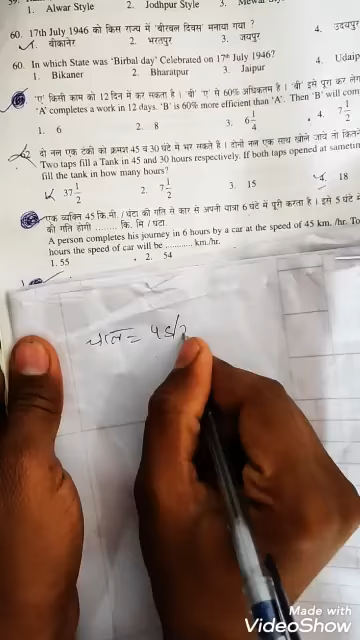 1. Alwar Style 2. Jodhpur Style 3.
60. 17th July 1946 को किस राज्य में 'बीरबल दिवस' मनाया गया ?
1. बीकानेर 2. भरतपुर 3. जयपुर 4. उदयपुर
60. In which State was 'Birbal day' Celebrated on 17th July 1946?
1. Bikaner 2. Bharatpur 3. Jaipur 4. Udaip
'ए' किसी काम को 12 दिन में कर सकता है। 'बी' 'ए' से 60% अधिकतम है। 'बी' इसे पूरा कर लेग
'A' completes a work in 12 days. 'B' is 60% more efficient than 'A'. Then 'B' will com
1. 6 2. 8 3. 6 1/4 4. 7 1/2
दो नल एक टंकी को क्रमशः 45 व 30 घंटे में भर सकते है। दोनो नल एक साथ खोले जाये तो कितने
Two taps fill a Tank in 45 and 30 hours respectively. If both taps opened at sametim
fill the tank in how many hours?
37 1/2 2. 7 1/2 3. 15 4. 18
एक व्यक्ति 45 कि.मी. / घंटा की गति से कार से अपनी यात्रा 6 घंटे में पूरी करता है। इसे 5 घंटे में
की गति होगी ........ कि. मि / घंटा
A person completes his journey in 6 hours by a car at the speed of 45 km. /hr. To
hours the speed of car will be ........... km/hr.
1. 55 2. 54
चाल = 45/
Made with
VideoShow